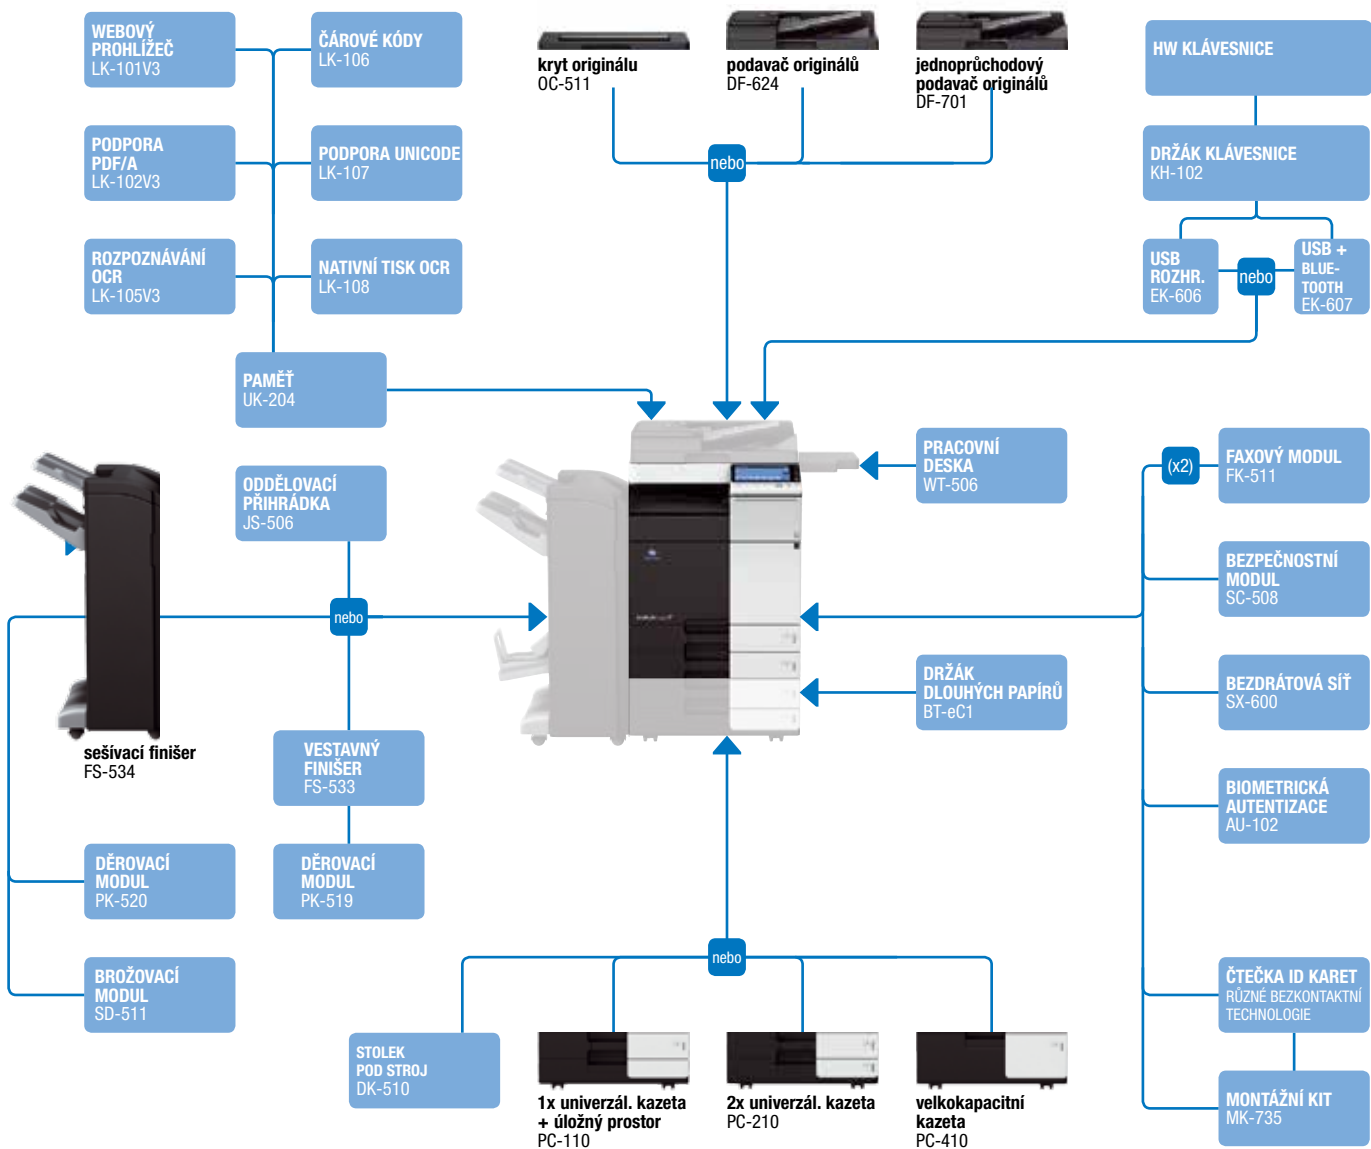 WEBOVÝ
PROHLÍŽEČ
LK-101V3
ČÁROVÉ KÓDY
LK-106
kryt originálu
OC-511
podavač originálů
DF-624
jednoprůchodový
podavač originálů
DF-701
HW KLÁVESNICE
PODPORA
PDF/A
LK-102V3
PODPORA UNICODE
LK-107
nebo
DRŽÁK KLÁVESNICE
KH-102
ROZPOZNÁVÁNÍ
OCR
LK-105V3
NATIVNÍ TISK OCR
LK-108
USB
ROZHR.
EK-606
nebo
USB +
BLUE-
TOOTH
EK-607
PAMĚŤ
UK-204
ODDĚLOVACÍ
PŘIHRÁDKA
JS-506
PRACOVNÍ
DESKA
WT-506
(x2)
FAXOVÝ MODUL
FK-511
BEZPEČNOSTNÍ
MODUL
SC-508
nebo
DRŽÁK
DLOUHÝCH PAPÍRŮ
BT-eC1
BEZDRÁTOVÁ SÍŤ
SX-600
sešívací finišer
FS-534
VESTAVNÝ
FINIŠER
FS-533
BIOMETRICKÁ
AUTENTIZACE
AU-102
DĚROVACÍ
MODUL
PK-520
DĚROVACÍ
MODUL
PK-519
BROŽOVACÍ
MODUL
SD-511
nebo
ČTEČKA ID KARET
RŮZNÉ BEZKONTAKTNÍ
TECHNOLOGIE
STOLEK
POD STROJ
DK-510
1x univerzál. kazeta
+ úložný prostor
PC-110
2x univerzál. kazeta
PC-210
velkokapacitní
kazeta
PC-410
MONTÁŽNÍ KIT
MK-735